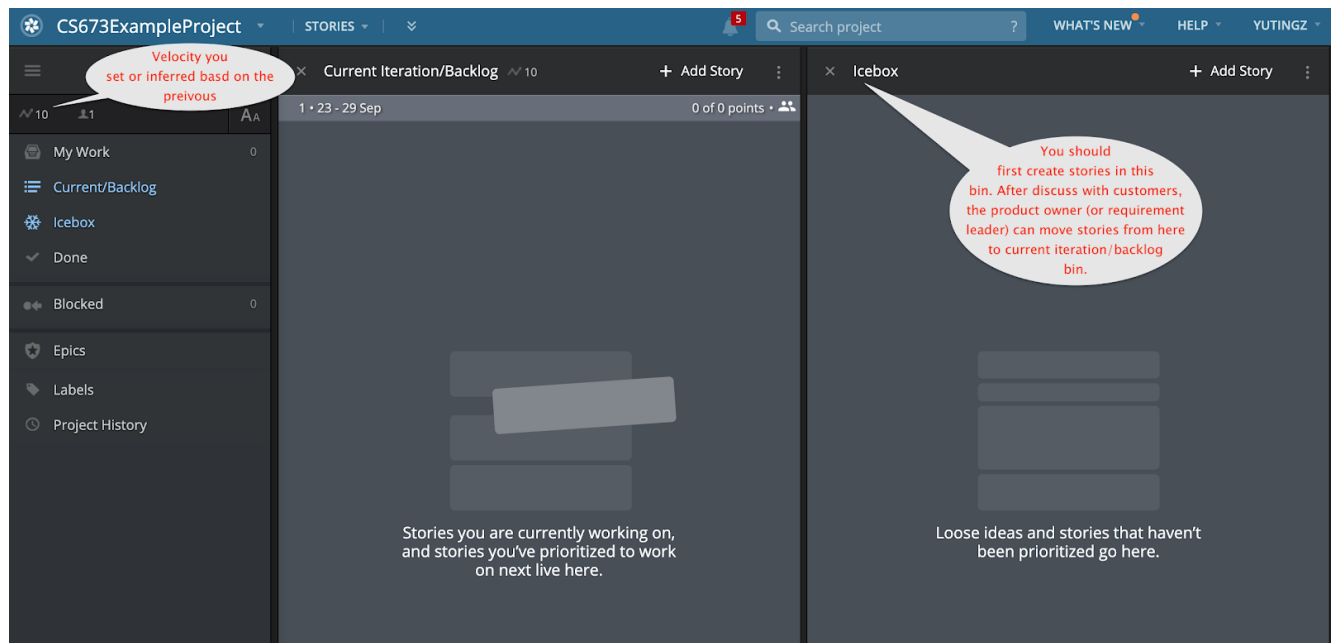 CS673ExampleProject
STORIES
5
Search project
?
WHAT'S NEW
HELP
YUTINGZ
Velocity you
set or inferred basd on the
preivous
10
1
AA
My Work 0
Current/Backlog
Icebox
Done
Blocked 0
Epics
Labels
Project History
Current Iteration/Backlog 10
+ Add Story
1 • 23 - 29 Sep
0 of 0 points •
Stories you are currently working on,
and stories you've prioritized to work
on next live here.
Icebox
+ Add Story
You should
first create stories in this
bin. After discuss with customers,
the product owner (or requirement
leader) can move stories from here
to current iteration/backlog
bin.
Loose ideas and stories that haven't
been prioritized go here.